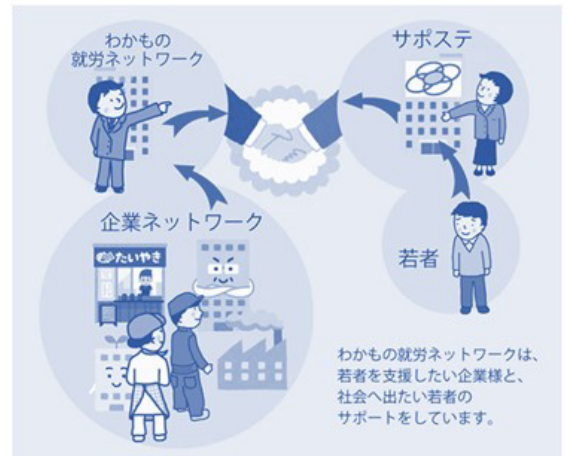 わかもの
就労ネットワーク
サポステ
企業ネットワーク
たいやき
若者
わかもの就労ネットワークは、
若者を支援したい企業様と、
社会へ出たい若者の
サポートをしています。